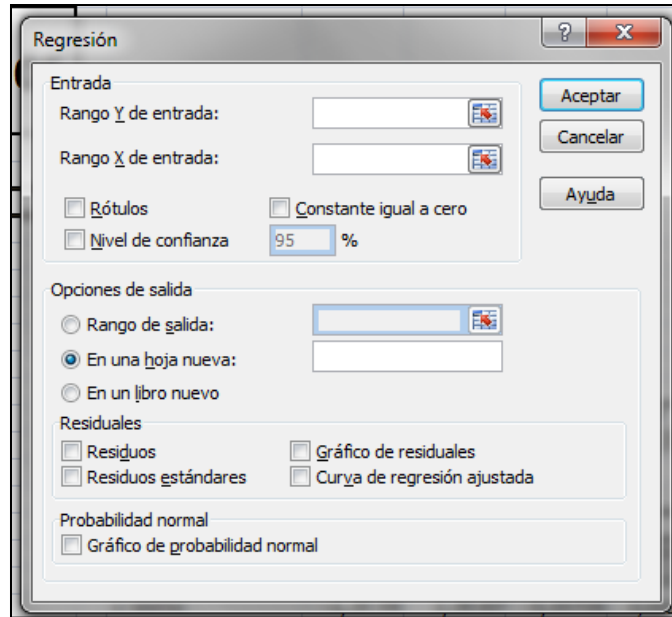 Regresión
Entrada
Rango Y de entrada:
Rango X de entrada:
Rótulos
Constante igual a cero
Nivel de confianza
95 %
Aceptar
Cancelar
Ayuda
Opciones de salida
Rango de salida:
En una hoja nueva:
En un libro nuevo
Residuales
Residuos
Gráfico de residuales
Residuos estándares
Curva de regresión ajustada
Probabilidad normal
Gráfico de probabilidad normal